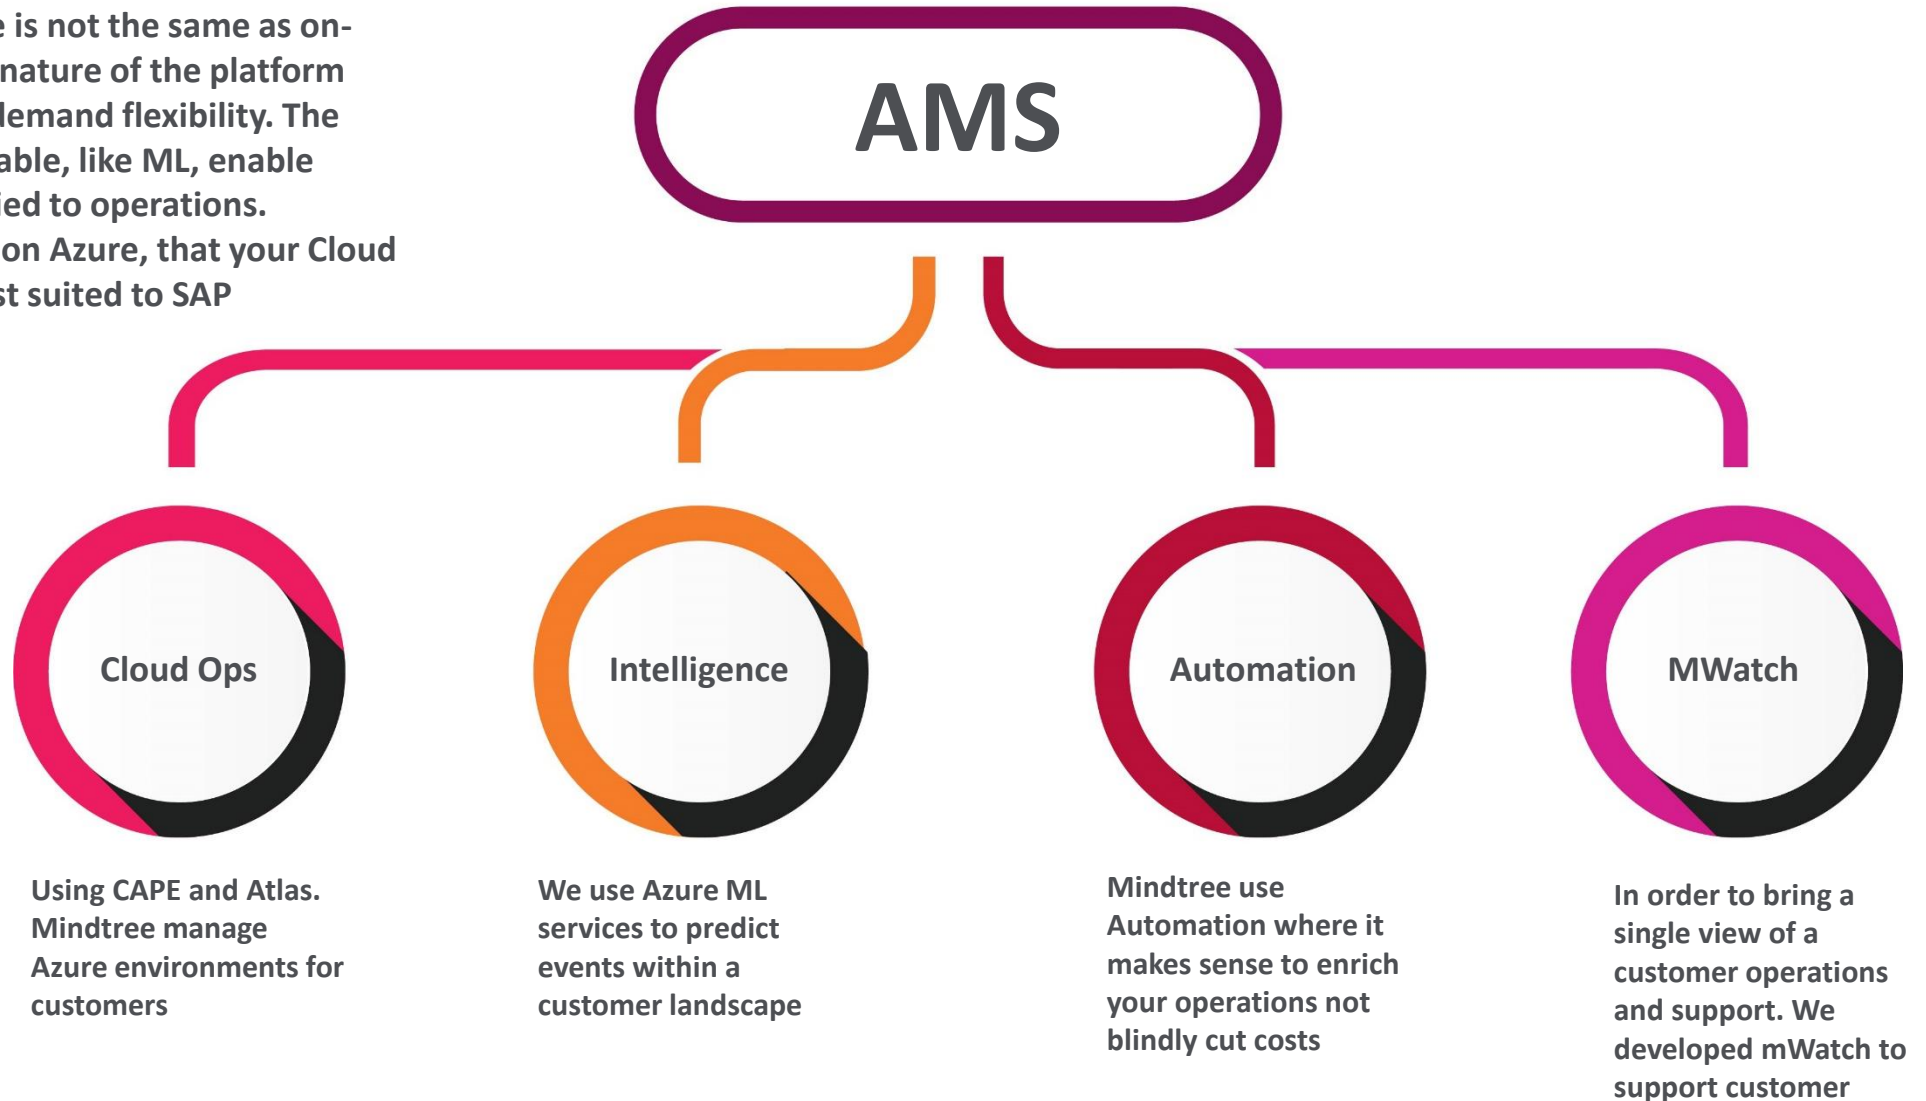 e is not the same as on-
nature of the platform
demand flexibility. The
able, like ML, enable
ied to operations.
on Azure, that your Cloud
st suited to SAP
AMS
Cloud Ops
Intelligence
Automation
MWatch
Using CAPE and Atlas.
Mindtree manage
Azure environments for
customers
We use Azure ML
services to predict
events within a
customer landscape
Mindtree use
Automation where it
makes sense to enrich
your operations not
blindly cut costs
In order to bring a
single view of a
customer operations
and support. We
developed mWatch to
support customer